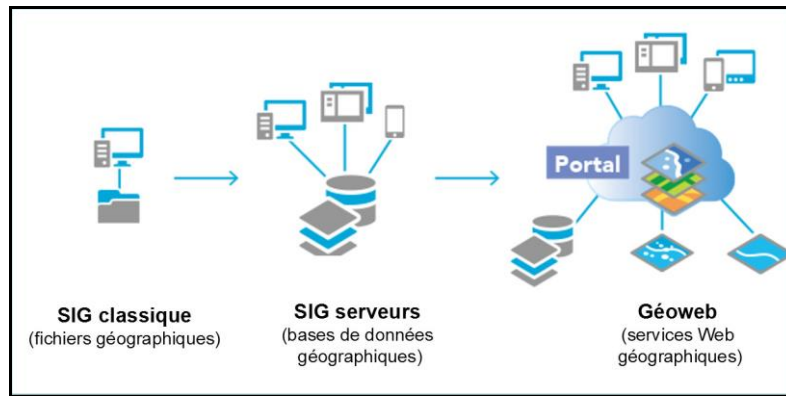 Portal
SIG classique
(fichiers géographiques)
SIG serveurs
(bases de données
géographiques)
Géoweb
(services Web
géographiques)